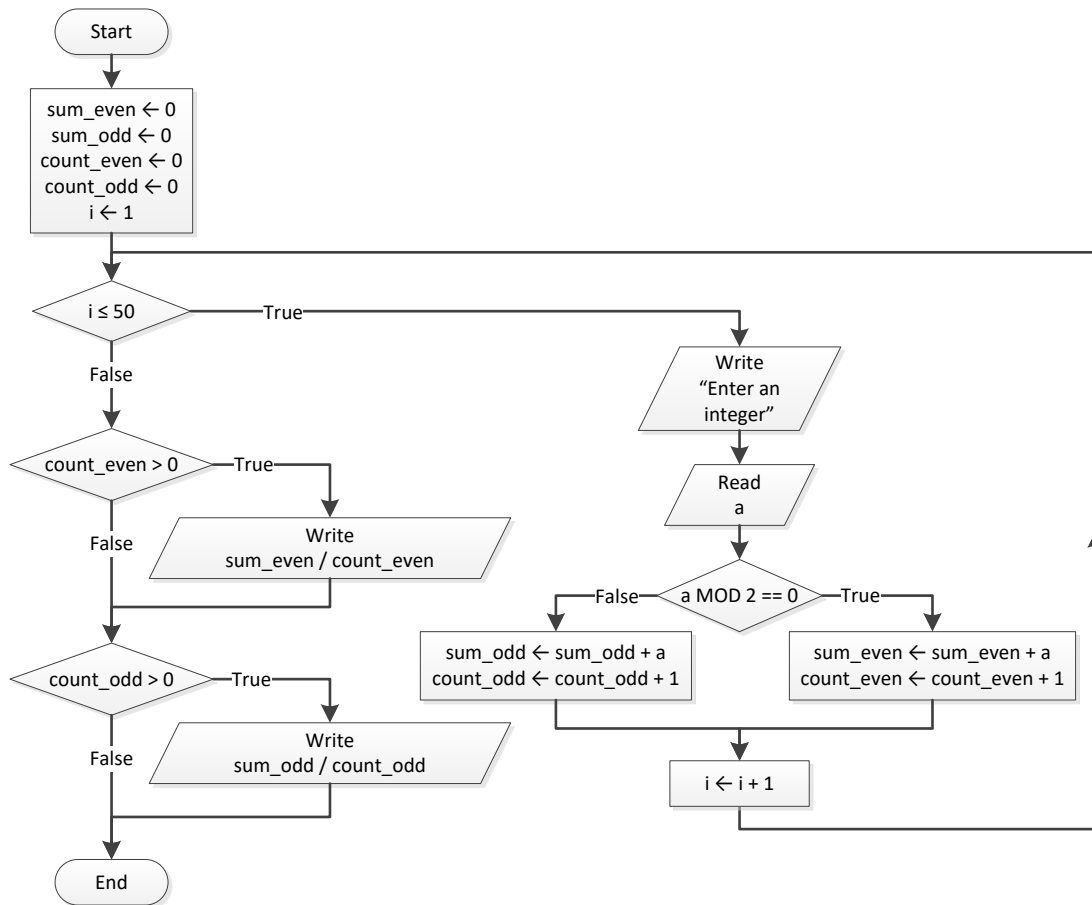 Start
sum_even ← 0
sum_odd ← 0
count_even ← 0
count_odd ← 0
i ← 1
i ≤ 50
True
False
Write
“Enter an
integer”
Read
a
a MOD 2 == 0
False
True
sum_odd ← sum_odd + a
count_odd ← count_odd + 1
sum_even ← sum_even + a
count_even ← count_even + 1
i ← i + 1
count_even > 0
True
False
Write
sum_even / count_even
count_odd > 0
True
False
Write
sum_odd / count_odd
End